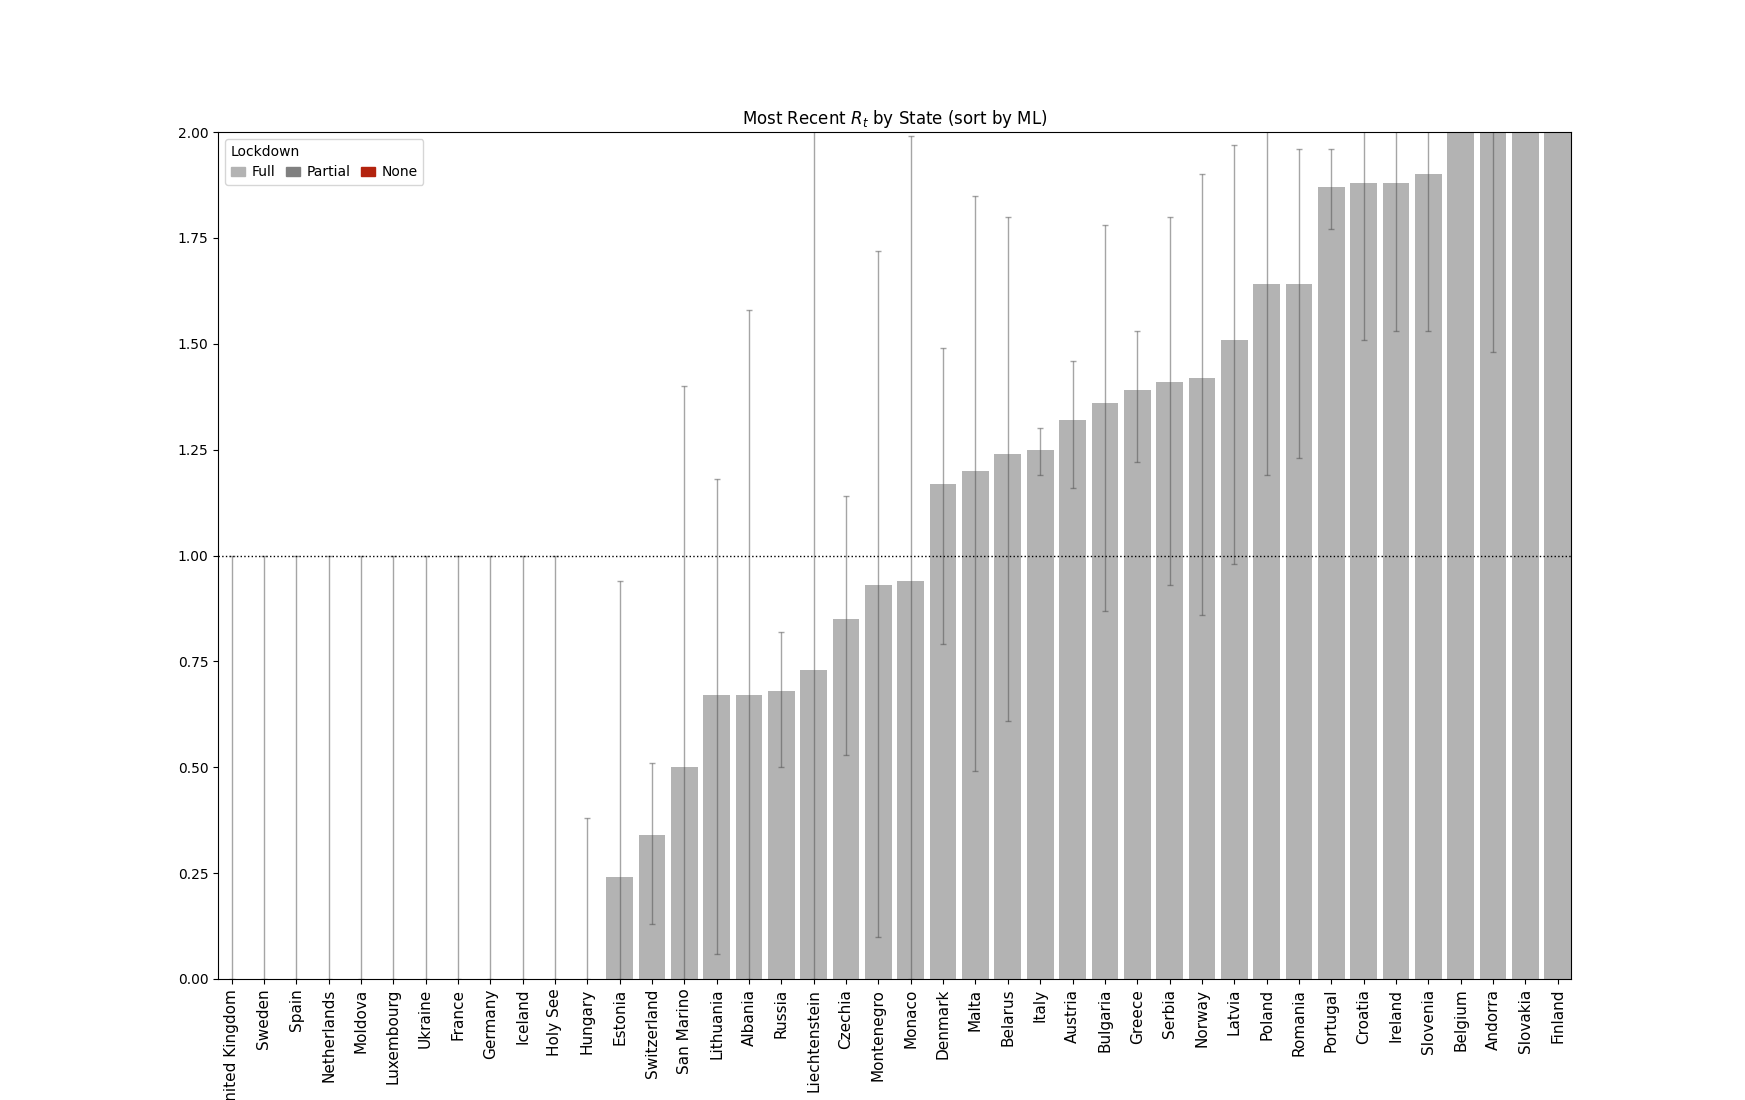 Most Recent R_t by State (sort by ML)
Lockdown
Full Partial None
2.00
1.75
1.50
1.25
1.00
0.75
0.50
0.25
0.00
nited Kingdom
Sweden
Spain
Netherlands
Moldova
Luxembourg
Ukraine
France
Germany
Iceland
Holy See
Hungary
Estonia
Switzerland
San Marino
Lithuania
Albania
Russia
Liechtenstein
Czechia
Montenegro
Monaco
Denmark
Malta
Belarus
Italy
Austria
Bulgaria
Greece
Serbia
Norway
Latvia
Poland
Romania
Portugal
Croatia
Ireland
Slovenia
Belgium
Andorra
Slovakia
Finland